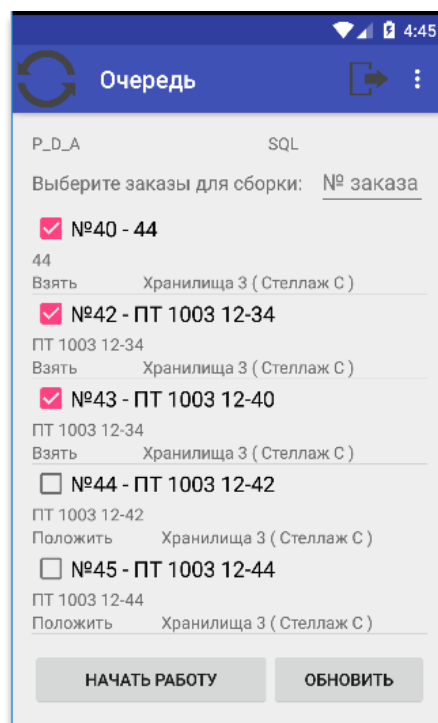 4:45
Очередь
P_D_A SQL
Выберите заказы для сборки: № заказа
№40 - 44
44
Взять Хранилища 3 ( Стеллаж С )
№42 - ПТ 1003 12-34
ПТ 1003 12-34
Взять Хранилища 3 ( Стеллаж С )
№43 - ПТ 1003 12-40
ПТ 1003 12-34
Взять Хранилища 3 ( Стеллаж С )
№44 - ПТ 1003 12-42
ПТ 1003 12-42
Положить Хранилища 3 ( Стеллаж С )
№45 - ПТ 1003 12-44
ПТ 1003 12-44
Положить Хранилища 3 ( Стеллаж С )
НАЧАТЬ РАБОТУ ОБНОВИТЬ